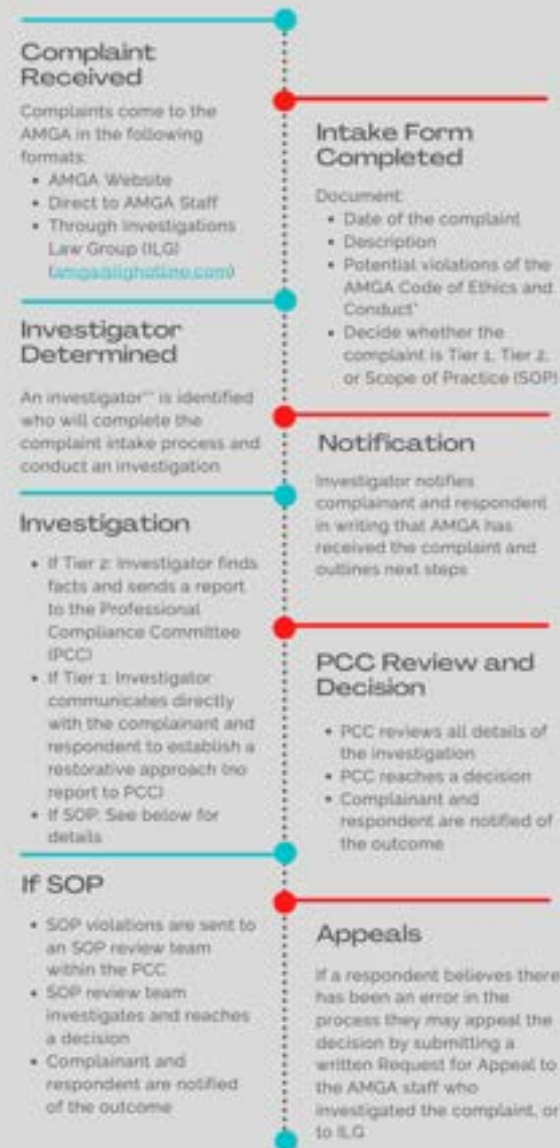 Complaint
Received
Complaints come to the
AMGA in the following
formats:
• AMGA Website
• Direct to AMGA Staff
• Through Investigations
Law Group (ILG)
(amga@ilghotline.com)
Intake Form
Completed
Document:
• Date of the complaint
• Description
• Potential violations of the
AMGA Code of Ethics and
Conduct*
• Decide whether the
complaint is Tier 1, Tier 2,
or Scope of Practice (SOP)
Investigator
Determined
An investigator** is identified
who will complete the
complaint intake process and
conduct an investigation
Notification
Investigator notifies
complainant and respondent
in writing that AMGA has
received the complaint and
outlines next steps
Investigation
• If Tier 2: Investigator finds
facts and sends a report
to the Professional
Compliance Committee
(PCC)
• If Tier 1: Investigator
communicates directly
with the complainant and
respondent to establish a
restorative approach (no
report to PCC)
• If SOP: See below for
details
PCC Review and
Decision
• PCC reviews all details of
the investigation
• PCC reaches a decision
• Complainant and
respondent are notified of
the outcome
If SOP
• SOP violations are sent to
an SOP review team
within the PCC
• SOP review team
investigates and reaches
a decision
• Complainant and
respondent are notified
of the outcome
Appeals
If a respondent believes there
has been an error in the
process they may appeal the
decision by submitting a
written Request for Appeal to
the AMGA staff who
investigated the complaint, or
to ILG